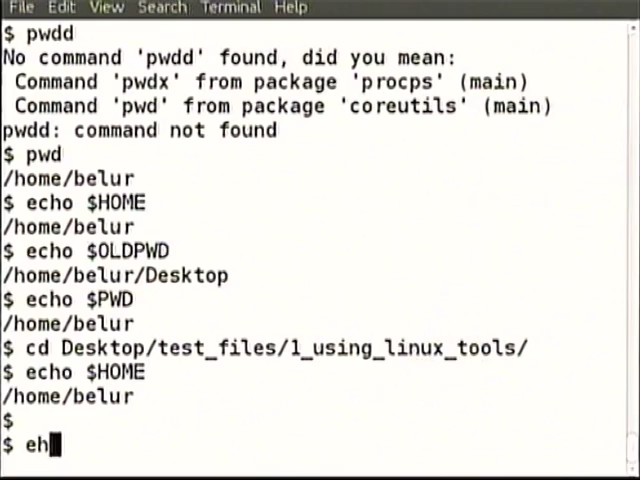 File Edit View Search Terminal Help
$ pwdd
No command 'pwdd' found, did you mean:
 Command 'pwdx' from package 'procps' (main)
 Command 'pwd' from package 'coreutils' (main)
pwdd: command not found
$ pwd
/home/belur
$ echo $HOME
/home/belur
$ echo $OLDPWD
/home/belur/Desktop
$ echo $PWD
/home/belur
$ cd Desktop/test_files/1_using_linux_tools/
$ echo $HOME
/home/belur
$
$ eh